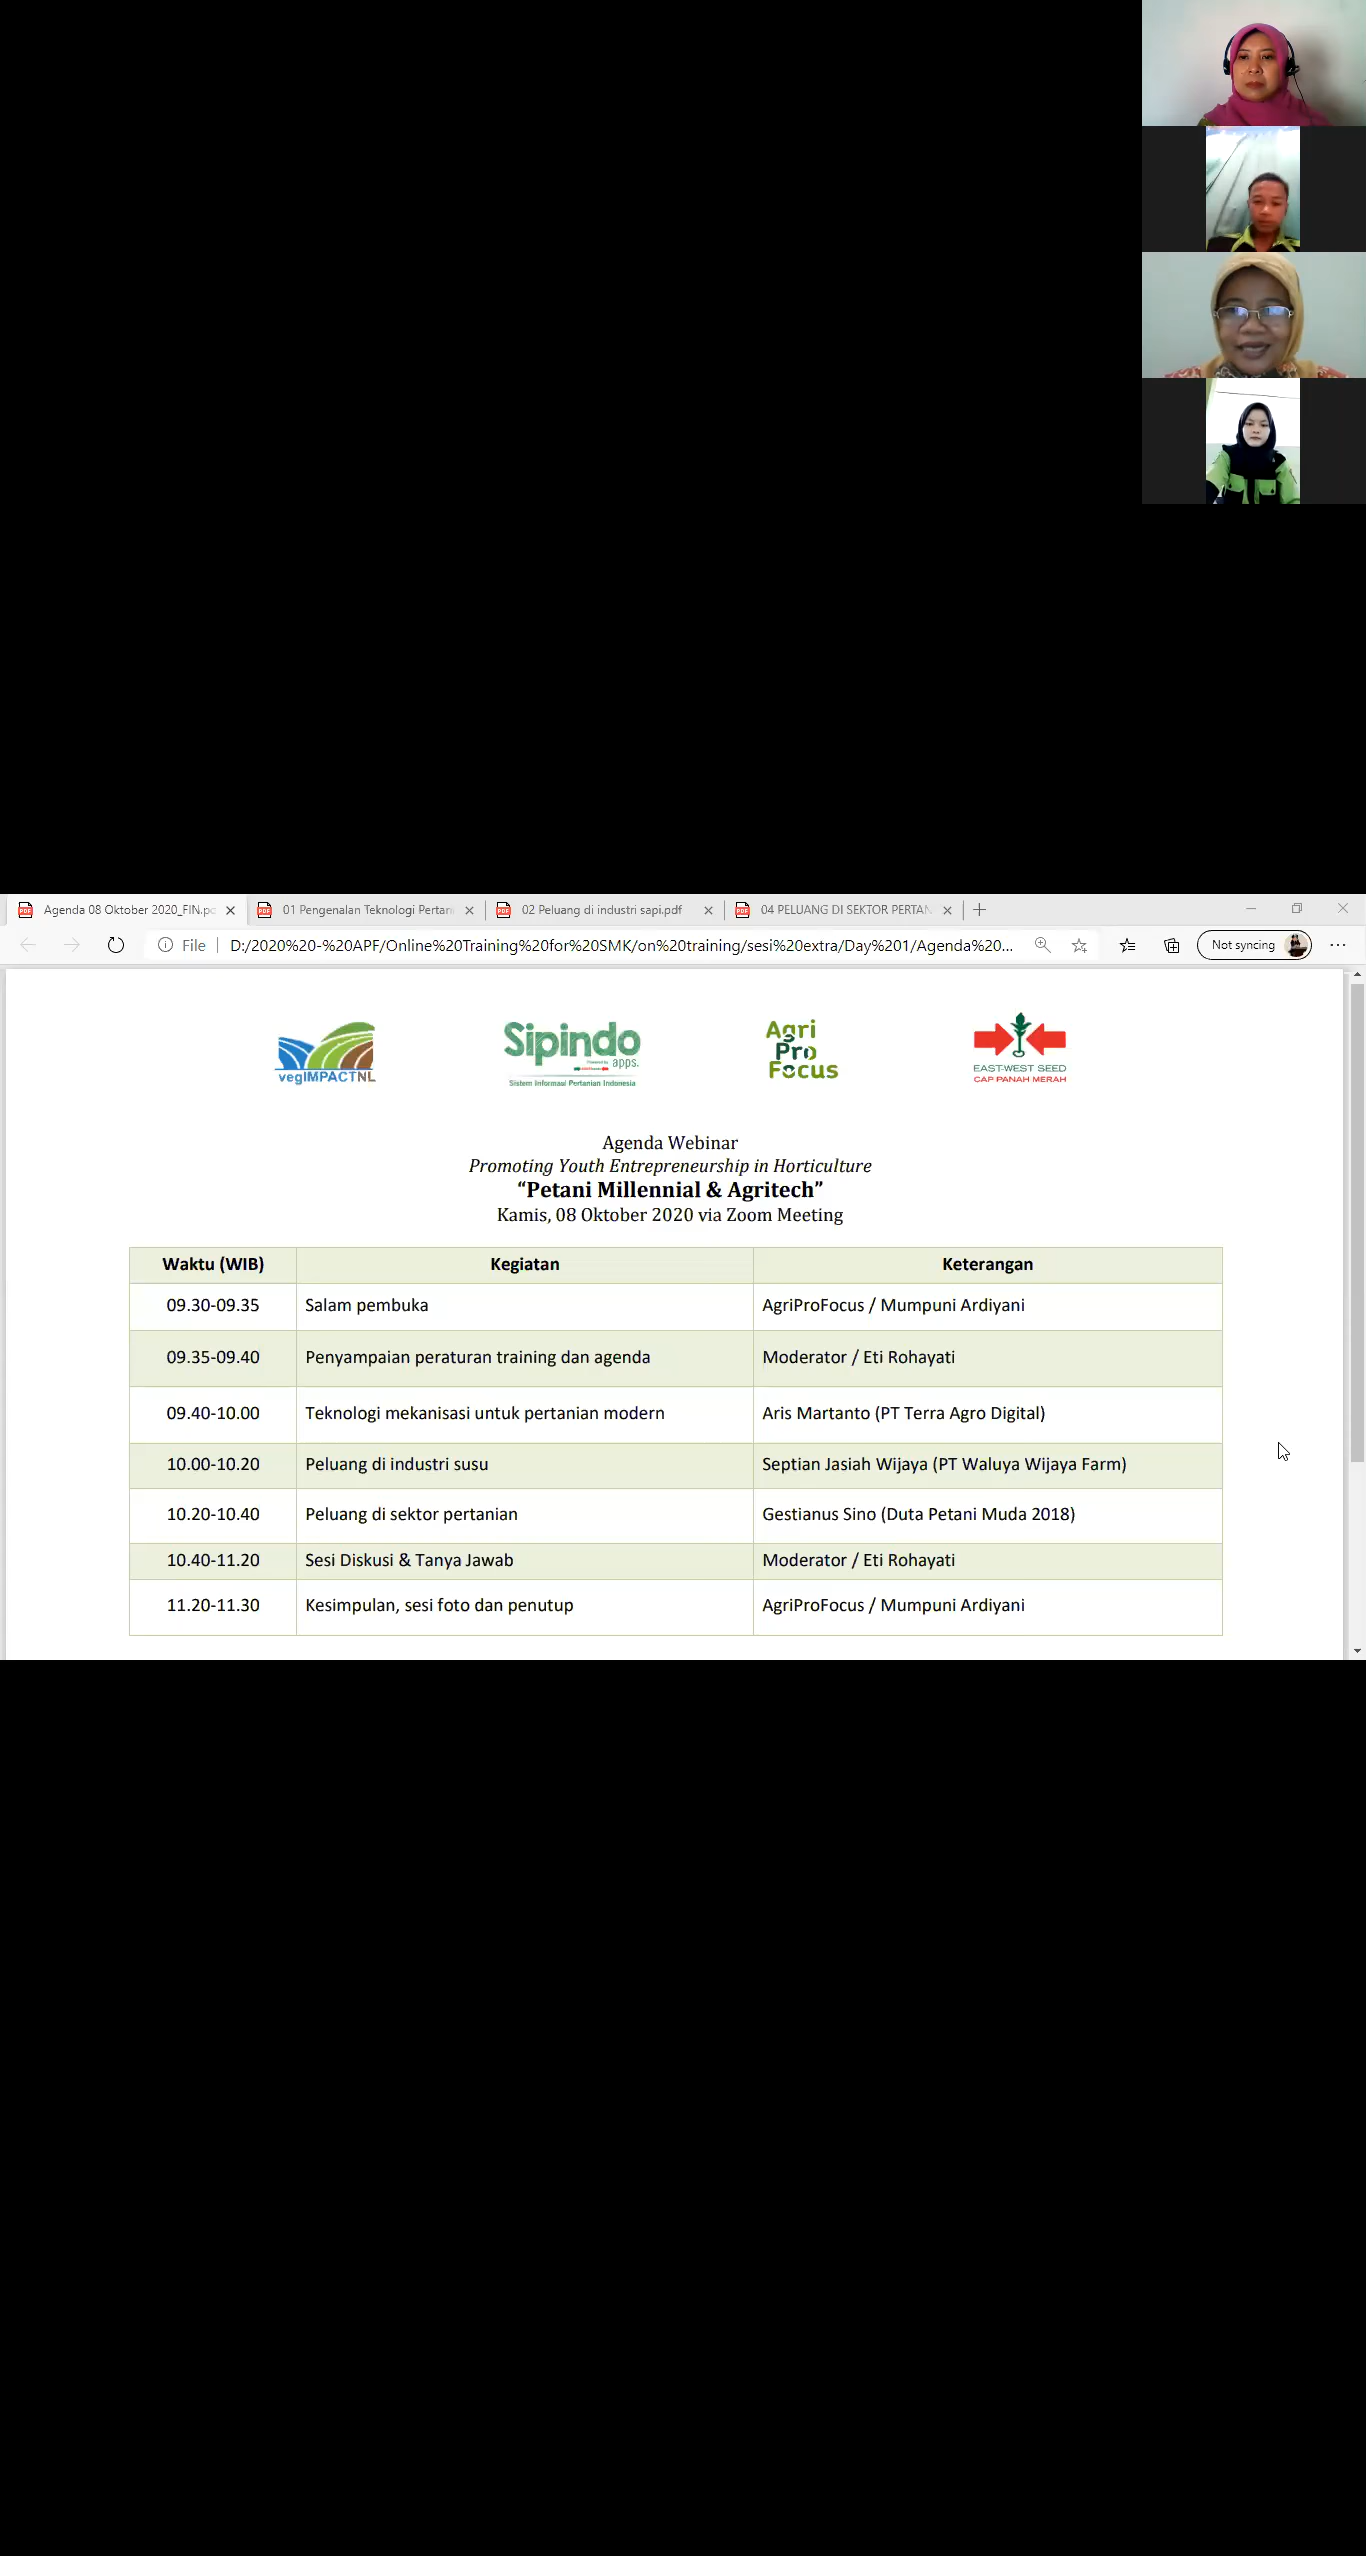 Agenda 08 Oktober 2020_FIN.pd
01 Pengenalan Teknologi Pertani
02 Peluang di industri sapi.pdf
04 PELUANG DI SEKTOR PERTAN
File
D:/2020%20-%20APF/Online%20Training%20for%20SMK/on%20training/sesi%20extra/Day%201/Agenda%20...
Not syncing
vegIMPACTNL
Sipindo
Powered by
apps.
Sistem Informasi Pertanian Indonesia
Agri
Pro
Focus
EAST-WEST SEED
CAP PANAH MERAH
Agenda Webinar
Promoting Youth Entrepreneurship in Horticulture
“Petani Millennial & Agritech”
Kamis, 08 Oktober 2020 via Zoom Meeting
Waktu (WIB) Kegiatan Keterangan
09.30-09.35 Salam pembuka AgriProFocus / Mumpuni Ardiyani
09.35-09.40 Penyampaian peraturan training dan agenda Moderator / Eti Rohayati
09.40-10.00 Teknologi mekanisasi untuk pertanian modern Aris Martanto (PT Terra Agro Digital)
10.00-10.20 Peluang di industri susu Septian Jasiah Wijaya (PT Waluya Wijaya Farm)
10.20-10.40 Peluang di sektor pertanian Gestianus Sino (Duta Petani Muda 2018)
10.40-11.20 Sesi Diskusi & Tanya Jawab Moderator / Eti Rohayati
11.20-11.30 Kesimpulan, sesi foto dan penutup AgriProFocus / Mumpuni Ardiyani